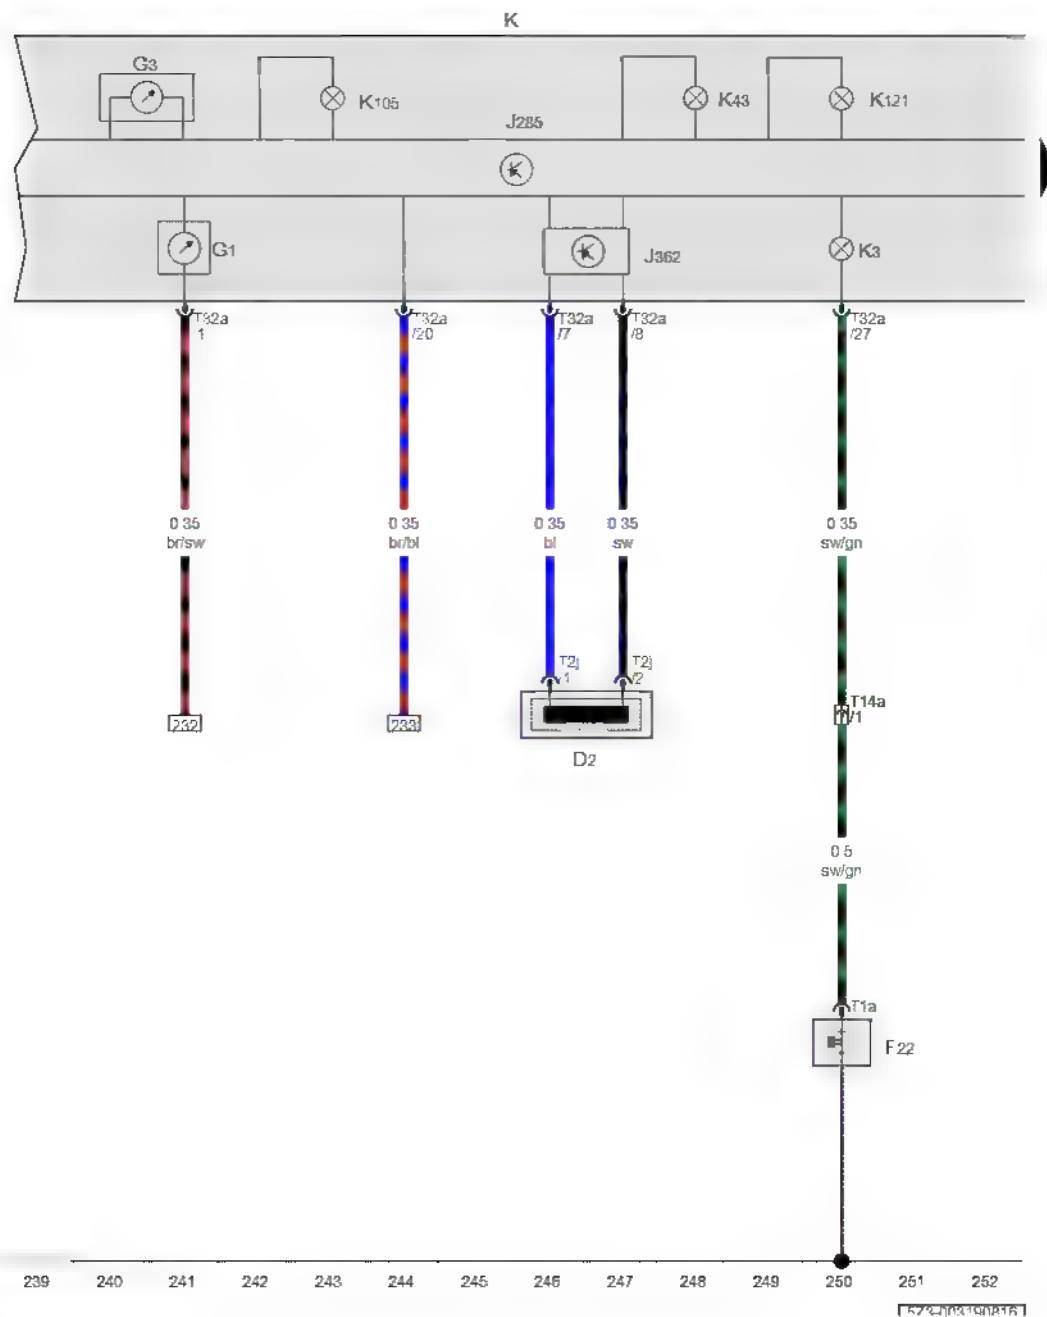 K
G3
K105
K43
K121
J285
G1
J362
K3
T32a
1
T32a
/20
T32a
/7
T32a
/8
T32a
/27
0 35
br/sw
0 35
br/bl
0 35
bl
0 35
sw
0 35
sw/gn
T2j
1
T2j
/2
T14a
/1
232
233
D2
0 5
sw/gn
T1a
F22
239 240 241 242 243 244 245 246 247 248 249 250 251 252